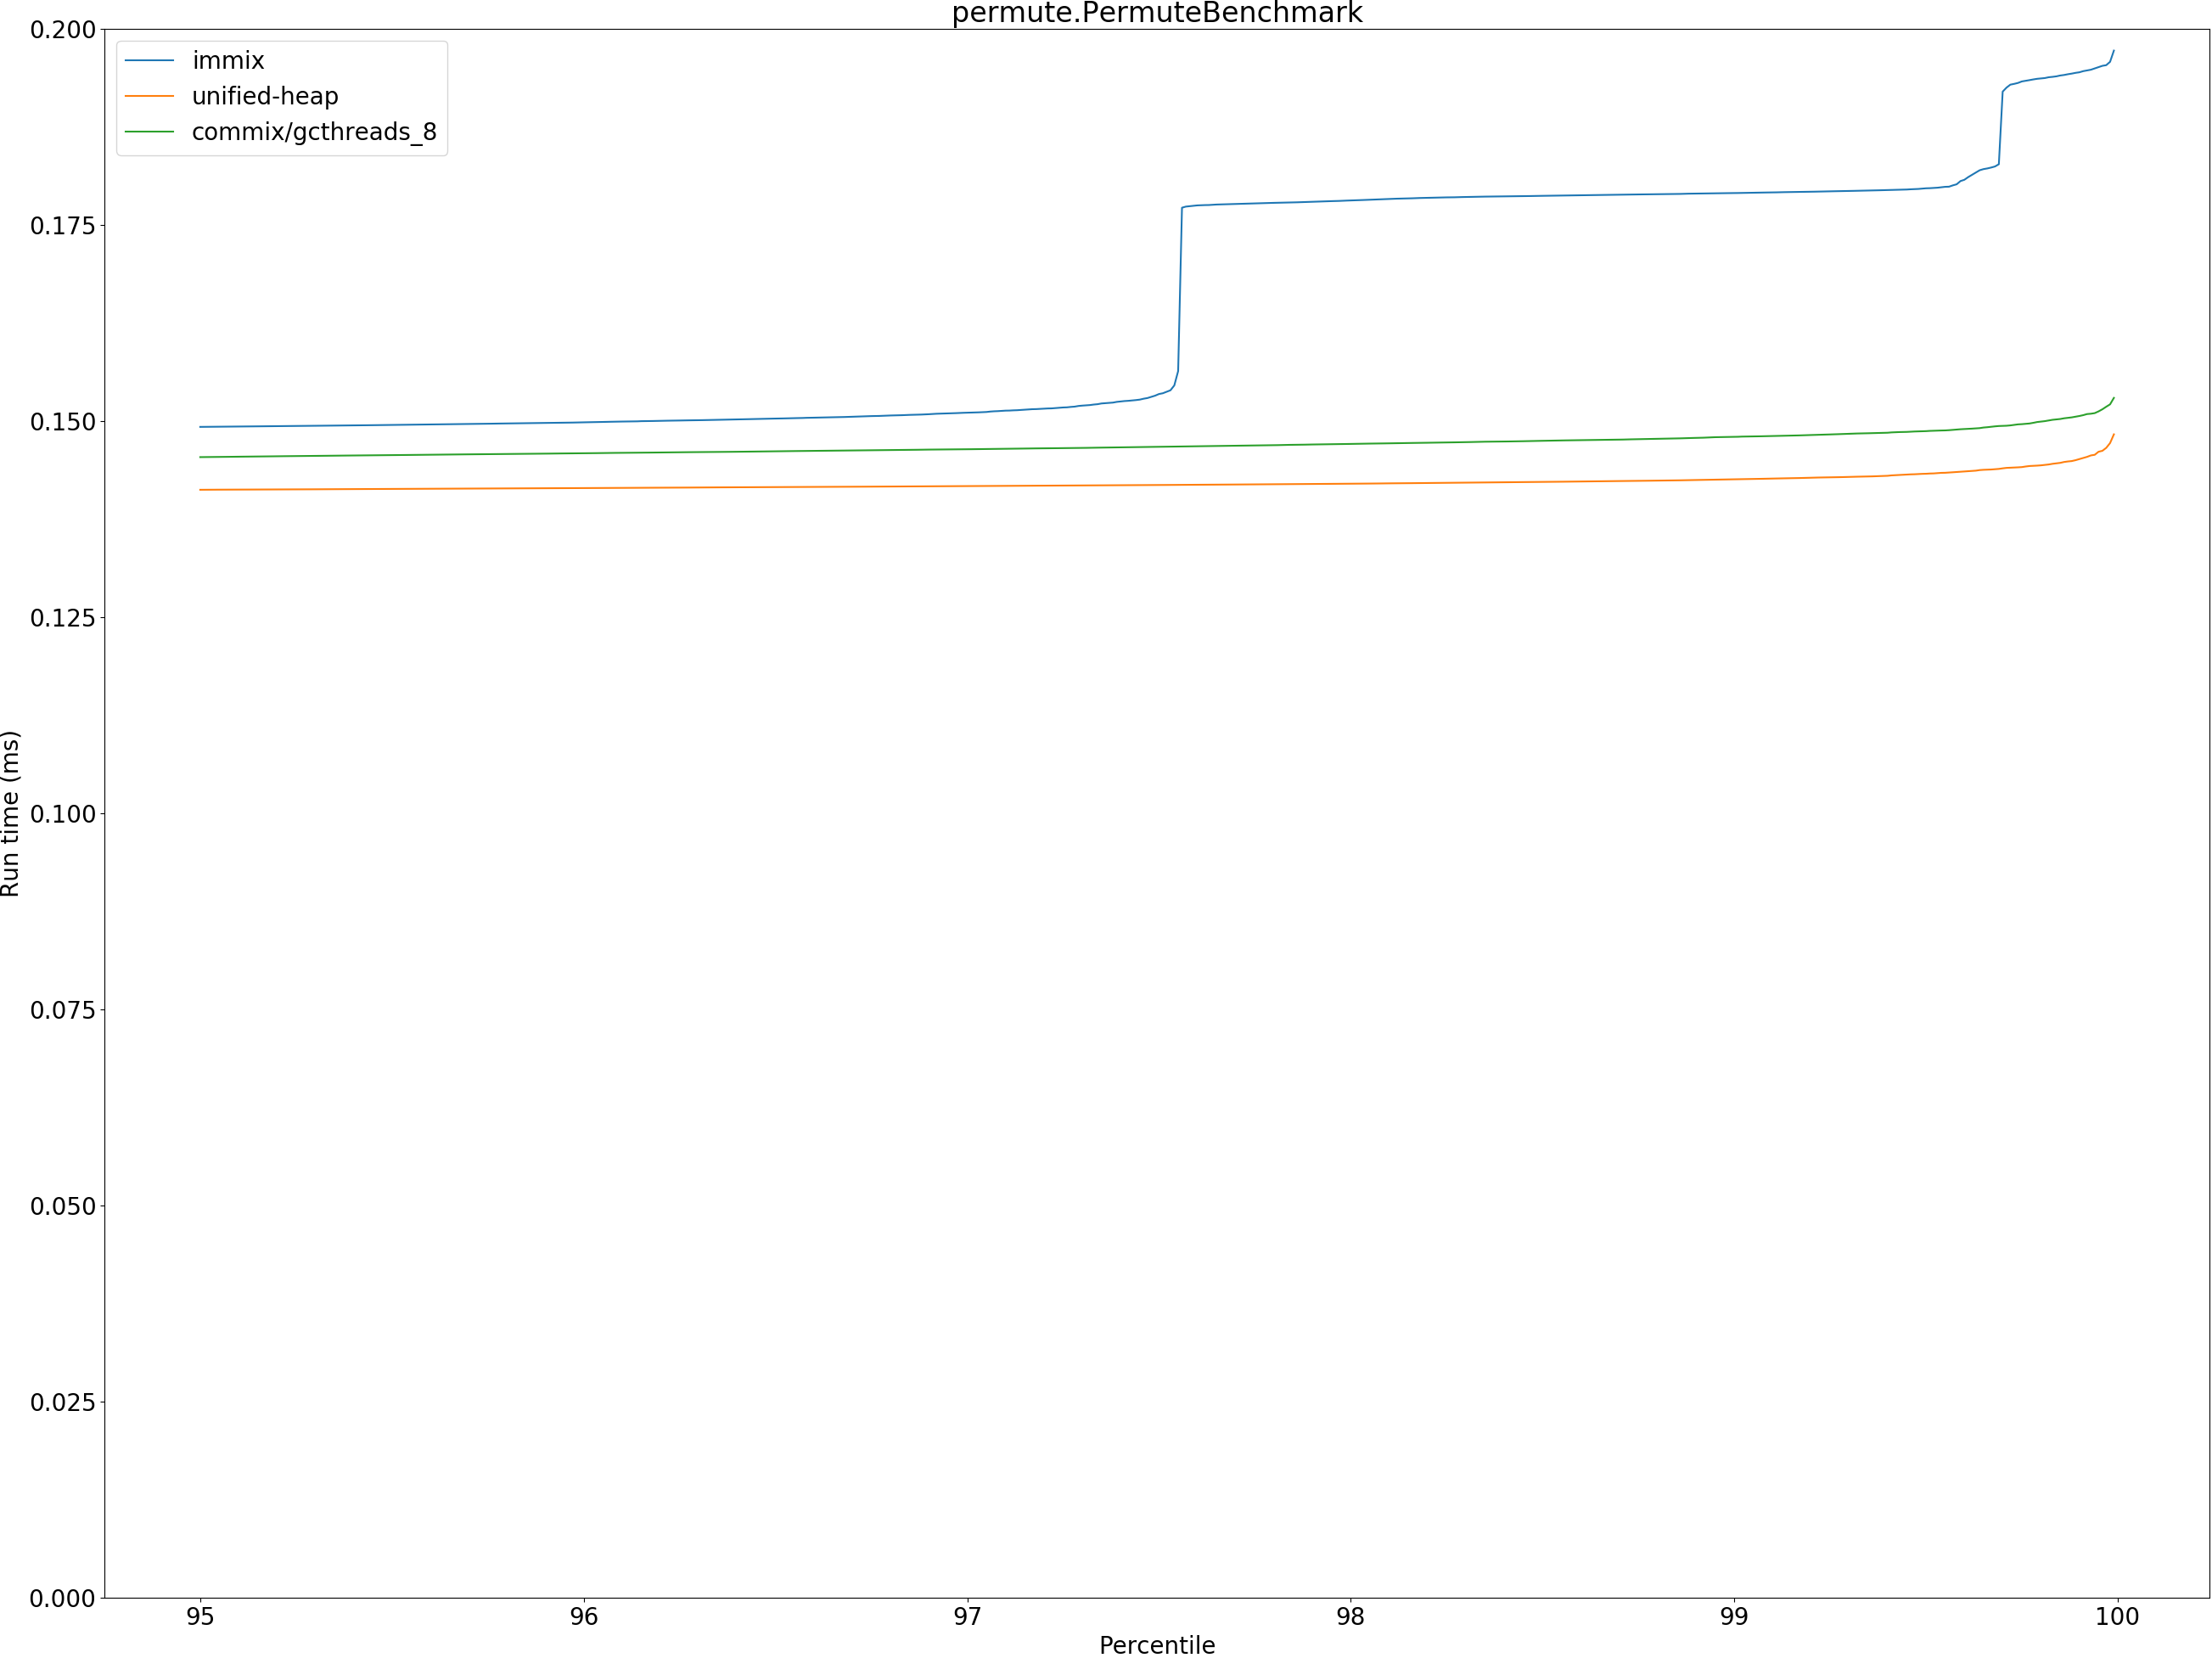 permute.PermuteBenchmark
immix
unified-heap
commix/gcthreads_8
0.200
0.175
0.150
0.125
0.100
0.075
0.050
0.025
0.000
Run time (ms)
95 96 97 98 99 100
Percentile